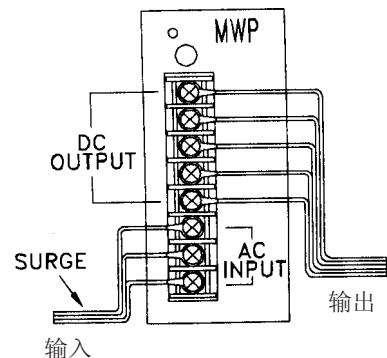 MWP
DC
OUTPUT
AC
INPUT
SURGE
输出
输入